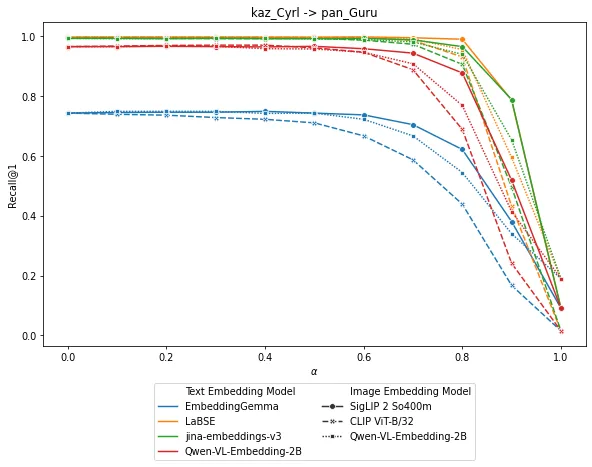 kaz_Cyrl -> pan_Guru
1.0
0.8
0.6
0.4
0.2
0.0
Recall@1
0.0 0.2 0.4 0.6 0.8 1.0
α
Text Embedding Model Image Embedding Model
EmbeddingGemma SigLIP 2 So400m
LaBSE CLIP ViT-B/32
jina-embeddings-v3 Qwen-VL-Embedding-2B
Qwen-VL-Embedding-2B